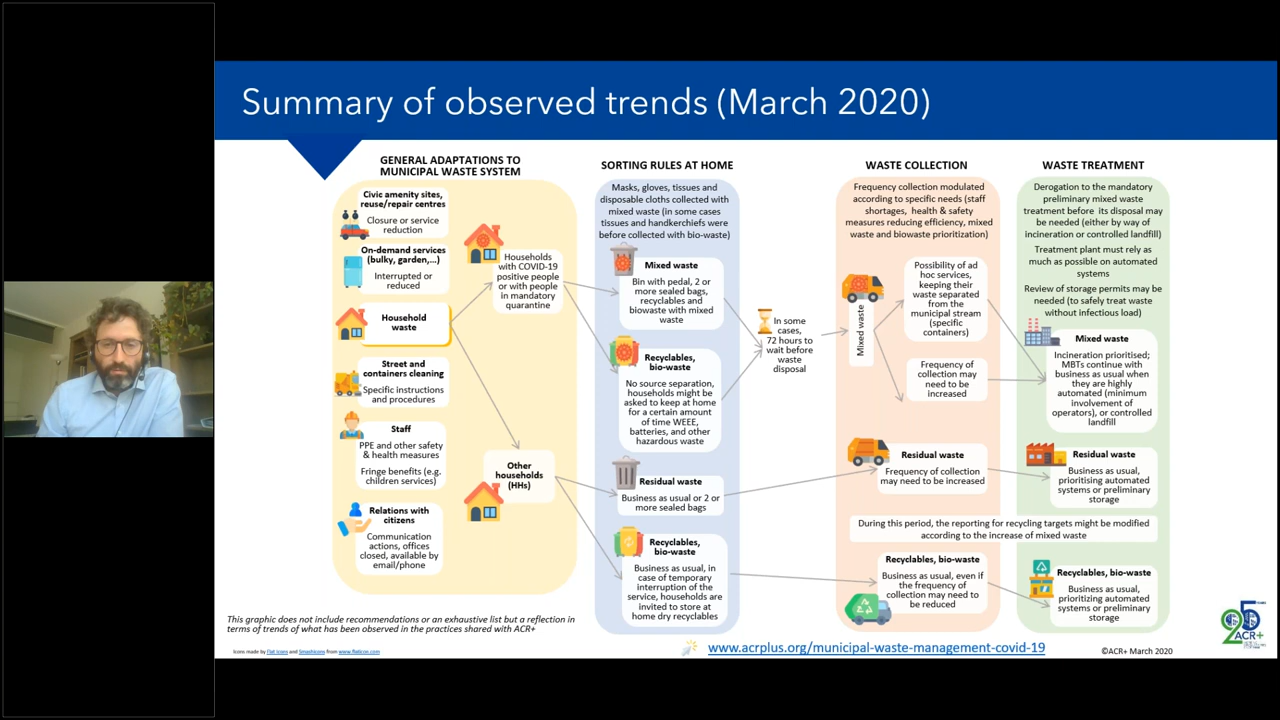 Summary of observed trends (March 2020)
GENERAL ADAPTATIONS TO
MUNICIPAL WASTE SYSTEM
Civic amenity sites,
reuse/repair centres
Closure or service
reduction
On-demand services
(bulky, garden,...)
Interrupted or
reduced
Household
waste
Street and
containers cleaning
Specific instructions
and procedures
Staff
PPE and other safety
& health measures
Fringe benefits (e.g.
children services)
Relations with
citizens
Communication
actions, offices
closed, available by
email/phone
Households
with COVID-19
positive people
or with people
in mandatory
quarantine
Other
households
(HHs)
SORTING RULES AT HOME
Masks, gloves, tissues and
disposable cloths collected
with mixed waste (in some cases
tissues and handkerchiefs were
before collected with bio-waste)
Mixed waste
Bin with pedal, 2 or
more sealed bags,
recyclables and
biowaste with mixed
waste
Recyclables,
bio-waste
No source separation,
households might be
asked to keep at home
for a certain amount
of time WEEE,
batteries, and other
hazardous waste
Residual waste
Business as usual or 2 or
more sealed bags
Recyclables,
bio-waste
Business as usual, in
case of temporary
interruption of the
service, households are
invited to store at
home dry recyclables
In some
cases,
72 hours to
wait before
waste
disposal
WASTE COLLECTION
Frequency collection modulated
according to specific needs (staff
shortages, health & safety
measures reducing efficiency, mixed
waste and biowaste prioritization)
Mixed waste
Possibility of ad
hoc services,
keeping their
waste separated
from the
municipal stream
(specific
containers)
Frequency of
collection may
need to be
increased
Residual waste
Frequency of collection
may need to be increased
During this period, the reporting for recycling targets might be modified
according to the increase of mixed waste
Recyclables, bio-waste
Business as usual, even if
the frequency of
collection may need to
be reduced
WASTE TREATMENT
Derogation to the mandatory
preliminary mixed waste
treatment before its disposal may
be needed (either by way of
incineration or controlled landfill)
Treatment plant must rely as
much as possible on automated
systems
Review of storage permits may be
needed (to safely treat waste
without infectious load)
Mixed waste
Incineration prioritised;
MBTs continue with
business as usual when
they are highly
automated (minimum
involvement of
operators), or controlled
landfill
Residual waste
Business as usual,
prioritising automated
systems or preliminary
storage
Recyclables, bio-waste
Business as usual,
prioritizing automated
systems or preliminary
storage
This graphic does not include recommendations or an exhaustive list but a reflection in
terms of trends of what has been observed in the practices shared with ACR+
Icons made by Flat Icons and Smashicons from www.flaticon.com
www.acrplus.org/municipal-waste-management-covid-19
©ACR+ March 2020
25
ACR+